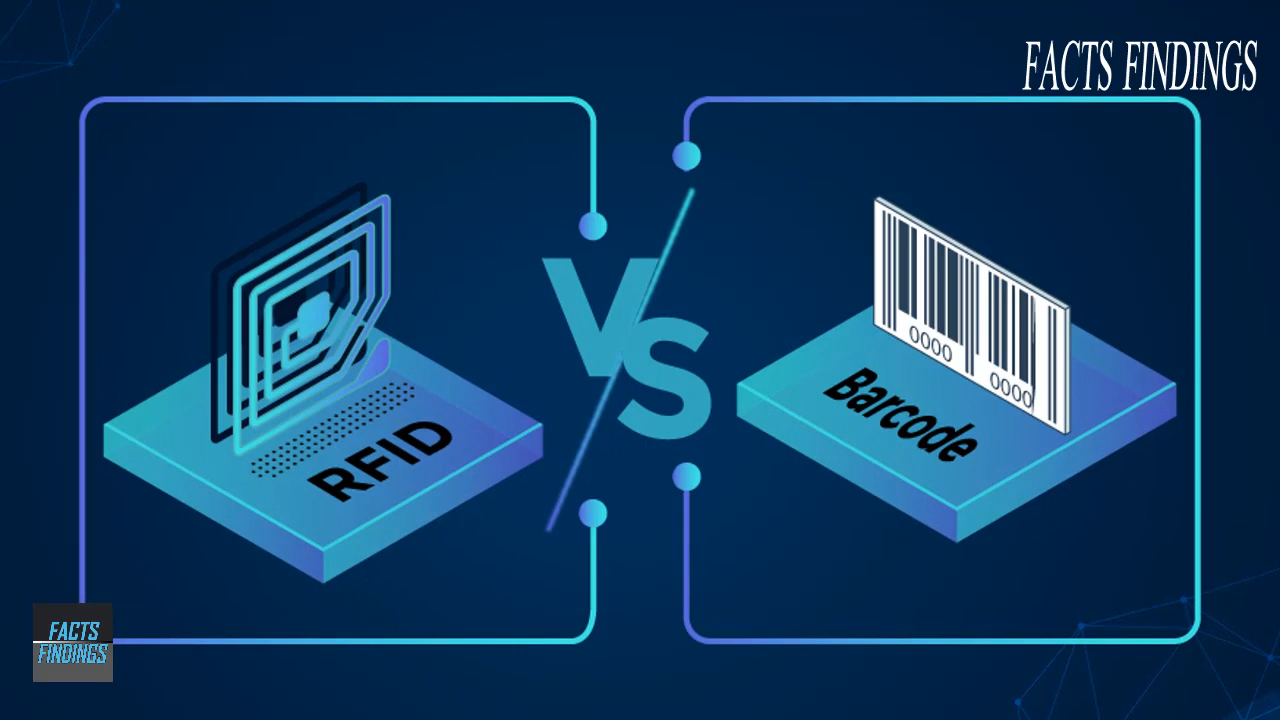 FACTS FINDINGS
VS
RFID
Barcode
0000
0000
FACTS
FINDINGS